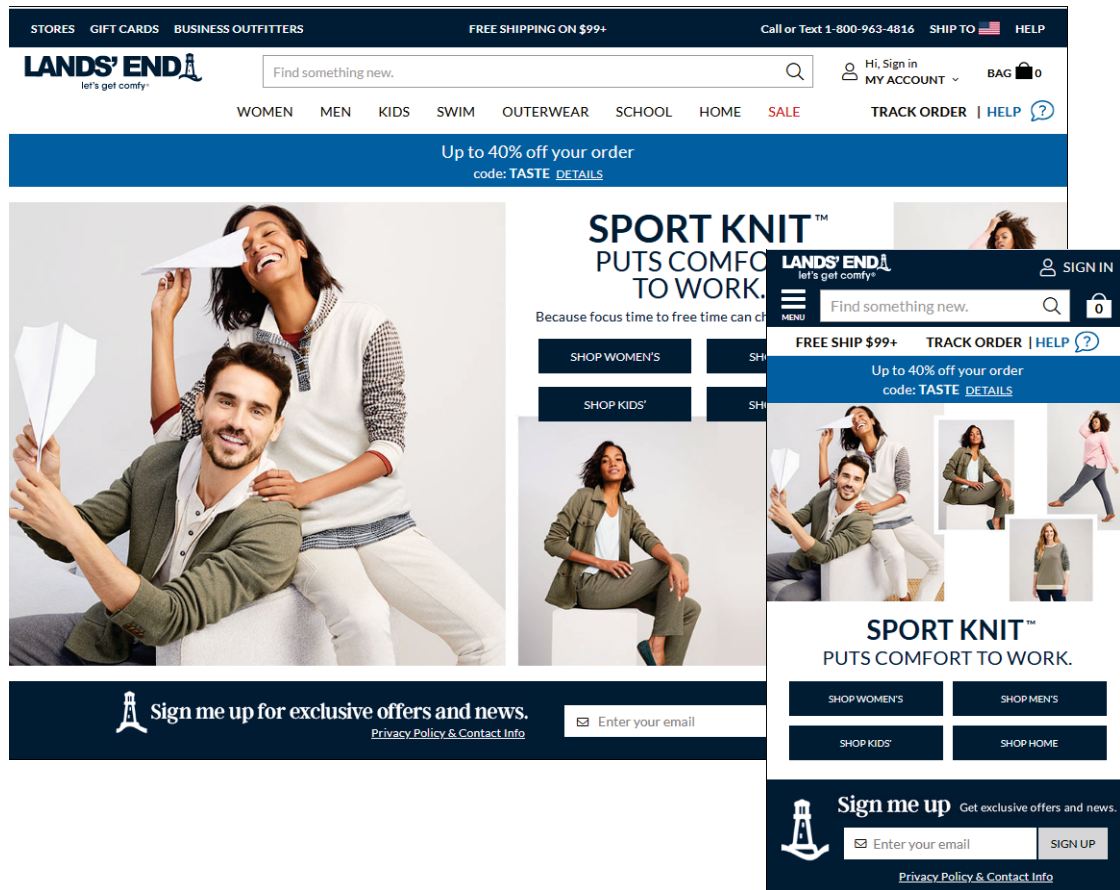 STORES GIFT CARDS BUSINESS OUTFITTERS FREE SHIPPING ON $99+ Call or Text 1-800-963-4816 SHIP TO HELP
LANDS' END
let's get comfy®
Find something new.
Hi, Sign in
MY ACCOUNT
BAG 0
WOMEN MEN KIDS SWIM OUTERWEAR SCHOOL HOME SALE TRACK ORDER | HELP ?
Up to 40% off your order
code: TASTE DETAILS
SPORT KNIT™
PUTS COMFO
TO WORK.
Because focus time to free time can ch
SHOP WOMEN'S SH
SHOP KIDS' SH
Sign me up for exclusive offers and news.
Privacy Policy & Contact Info
Enter your email
LANDS' END
let's get comfy®
SIGN IN
MENU
Find something new.
0
FREE SHIP $99+ TRACK ORDER | HELP ?
Up to 40% off your order
code: TASTE DETAILS
SPORT KNIT™
PUTS COMFORT TO WORK.
SHOP WOMEN'S SHOP MEN'S
SHOP KIDS' SHOP HOME
Sign me up Get exclusive offers and news.
Enter your email SIGN UP
Privacy Policy & Contact Info